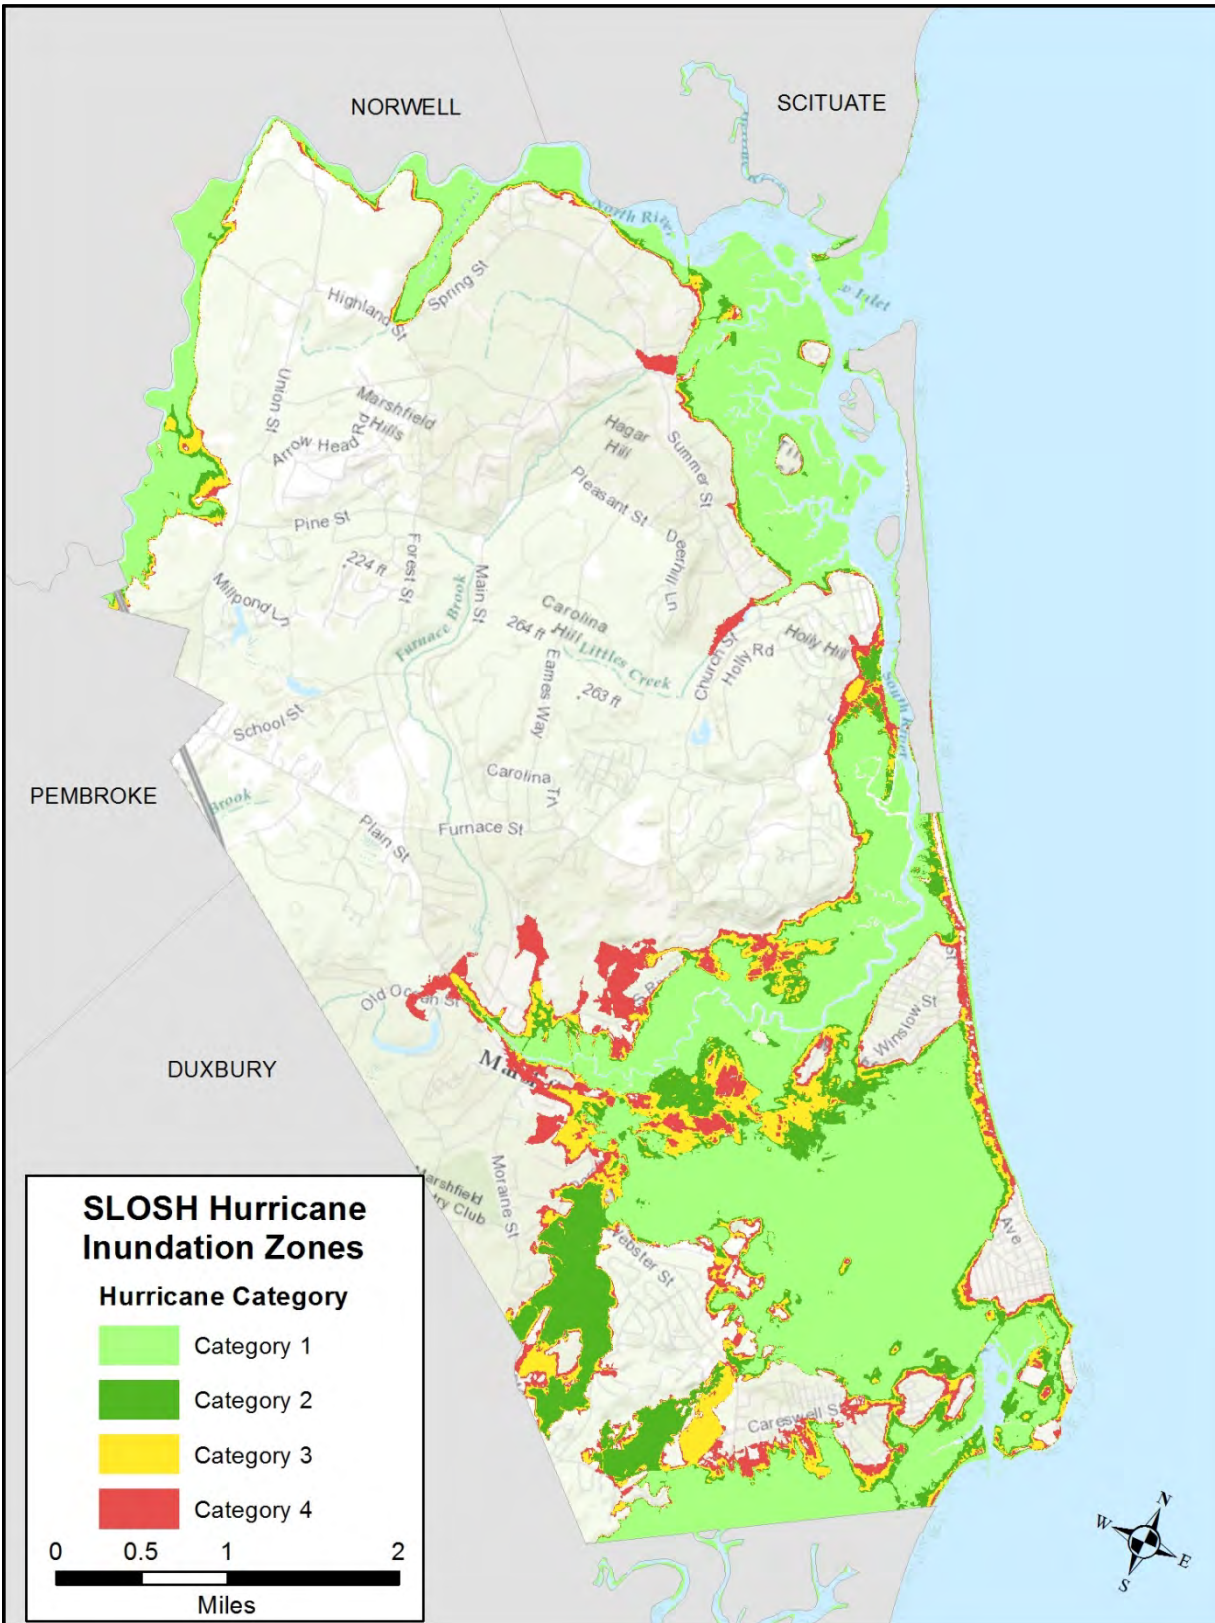 NORWELL
SCITUATE
North River
Inlet
Spring St
Highland St
Union St
Marshfield
Hills
Arrow Head Rd
Hagar
Hill
Summer St
Pleasant St
Pine St
224 ft
Forest St
Main St
Deerhill Ln
Furnace Brook
Millpond Ln
Carolina
Hill
264 ft
Littles Creek
Church St
Holly Rd
Holly Hill
Eames Way
263 ft
South River
School St
PEMBROKE
Brook
Carolina Trl
Furnace St
Plain St
Old Ocean St
Winslow St
DUXBURY
Moraine St
Marshfield
Club
Webster St
Ave
Careswell St
SLOSH Hurricane
Inundation Zones
Hurricane Category
Category 1
Category 2
Category 3
Category 4
0 0.5 1 2
Miles
N
W
E
S